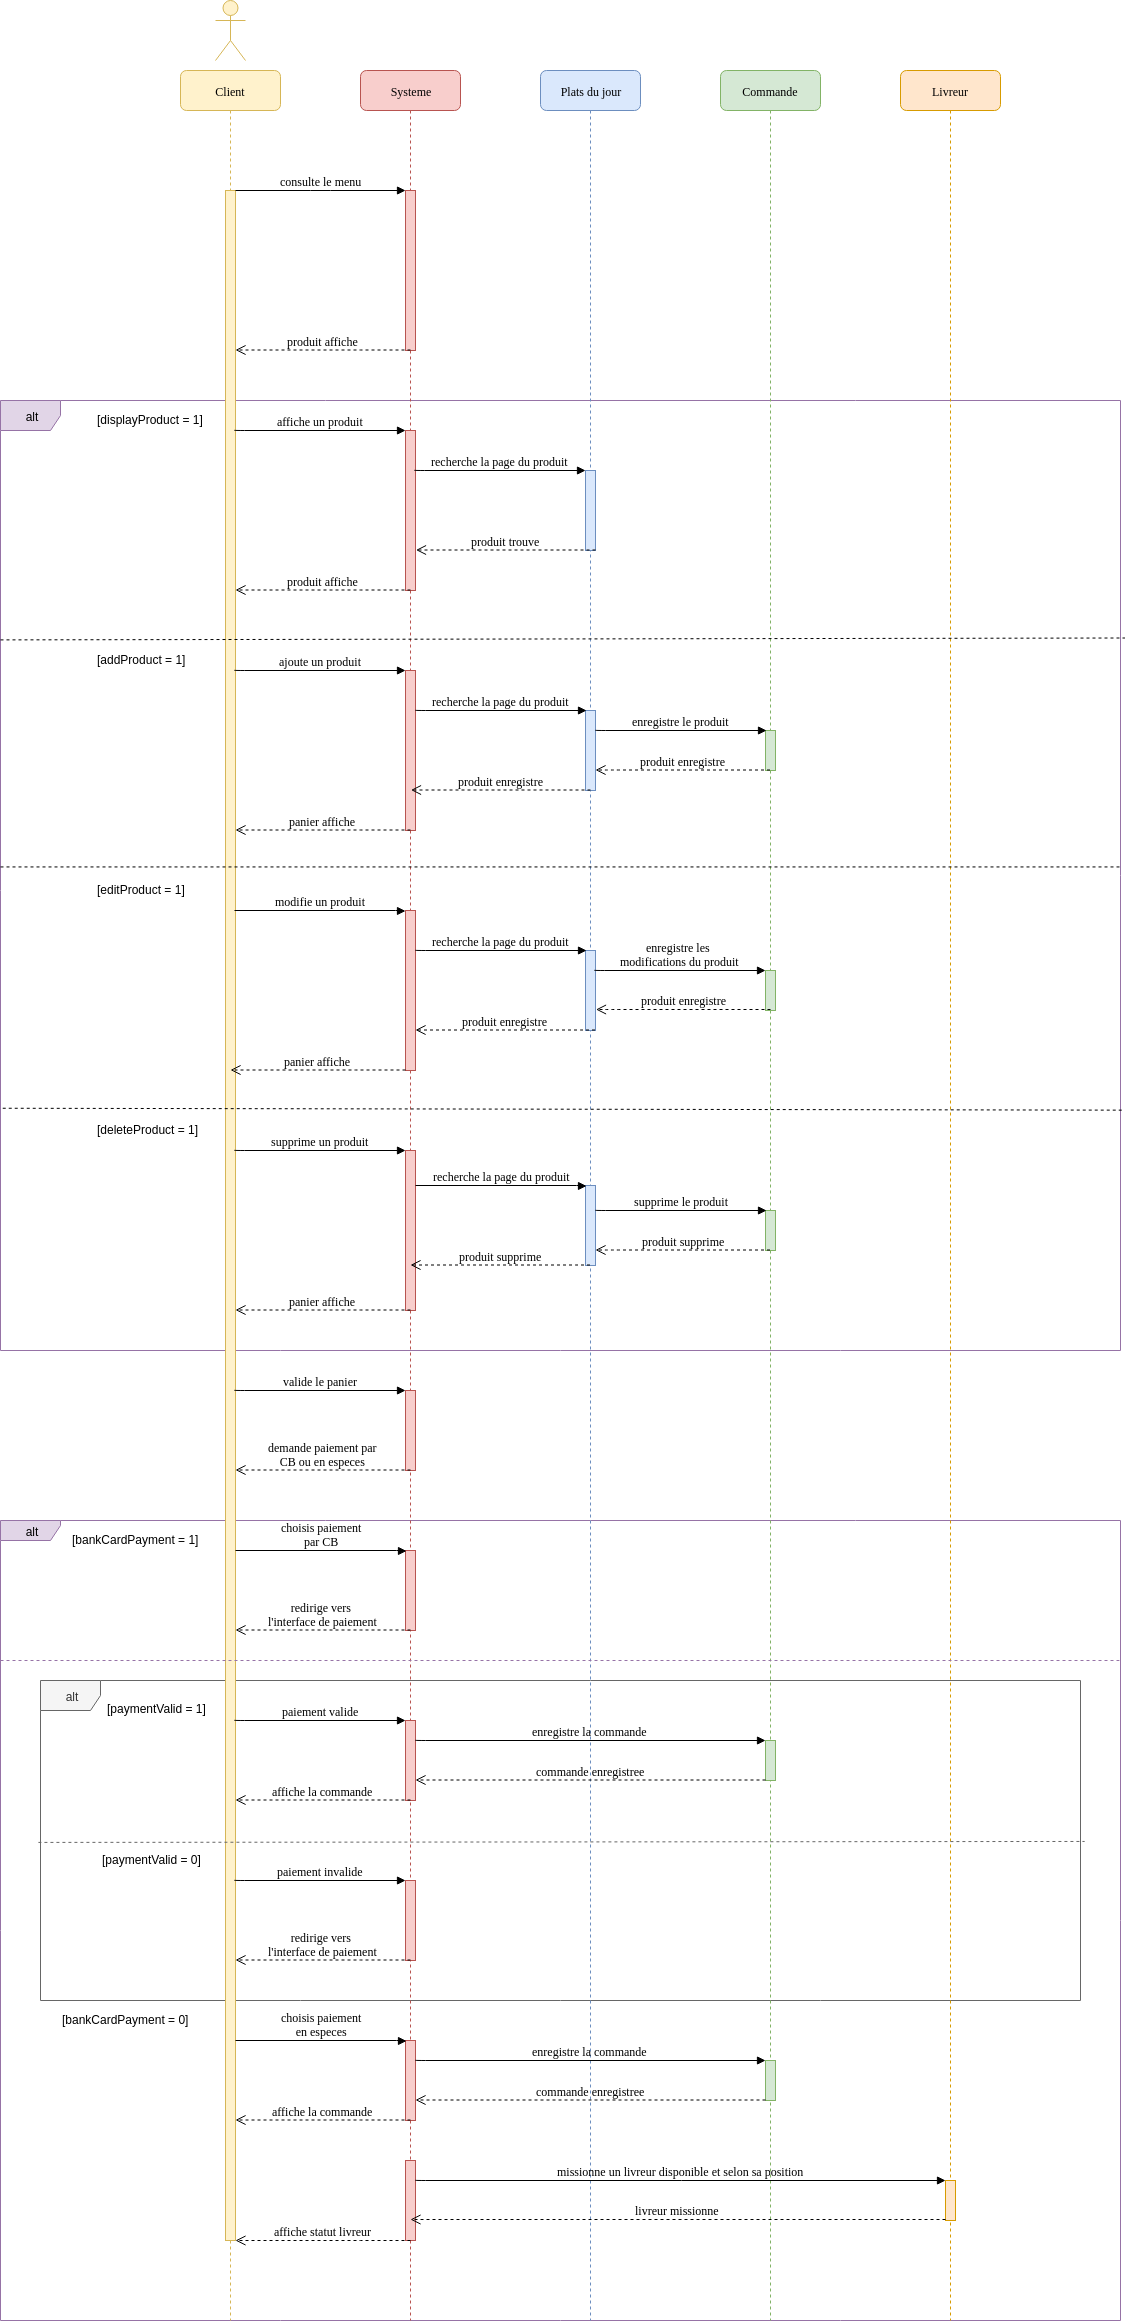 Client
Systeme
Plats du jour
Commande
Livreur
consulte le menu
produit affiche
alt
[displayProduct = 1]
affiche un produit
recherche la page du produit
produit trouve
produit affiche
[addProduct = 1]
ajoute un produit
recherche la page du produit
enregistre le produit
produit enregistre
produit enregistre
panier affiche
[editProduct = 1]
modifie un produit
recherche la page du produit
enregistre les
modifications du produit
produit enregistre
produit enregistre
panier affiche
[deleteProduct = 1]
supprime un produit
recherche la page du produit
supprime le produit
produit supprime
produit supprime
panier affiche
valide le panier
demande paiement par
CB ou en especes
alt
[bankCardPayment = 1]
choisis paiement
par CB
redirige vers
l'interface de paiement
alt
[paymentValid = 1]
paiement valide
enregistre la commande
commande enregistree
affiche la commande
[paymentValid = 0]
paiement invalide
redirige vers
l'interface de paiement
[bankCardPayment = 0]
choisis paiement
en especes
enregistre la commande
commande enregistree
affiche la commande
missionne un livreur disponible et selon sa position
livreur missionne
affiche statut livreur